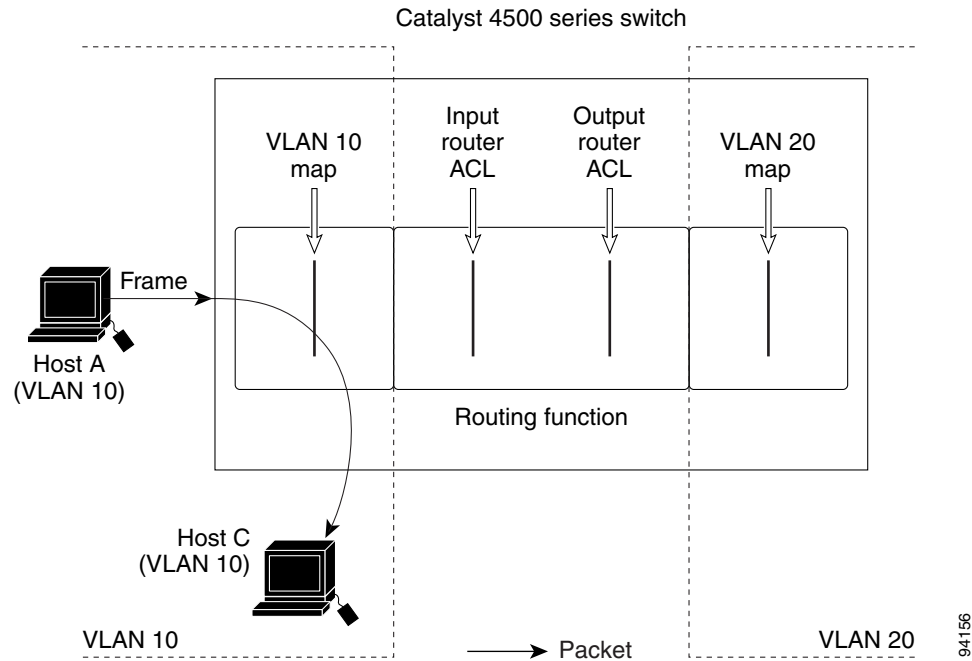 Catalyst 4500 series switch
VLAN 10
map
Input
router
ACL
Output
router
ACL
VLAN 20
map
Frame
Host A
(VLAN 10)
Routing function
Host C
(VLAN 10)
VLAN 10
Packet
VLAN 20
94156